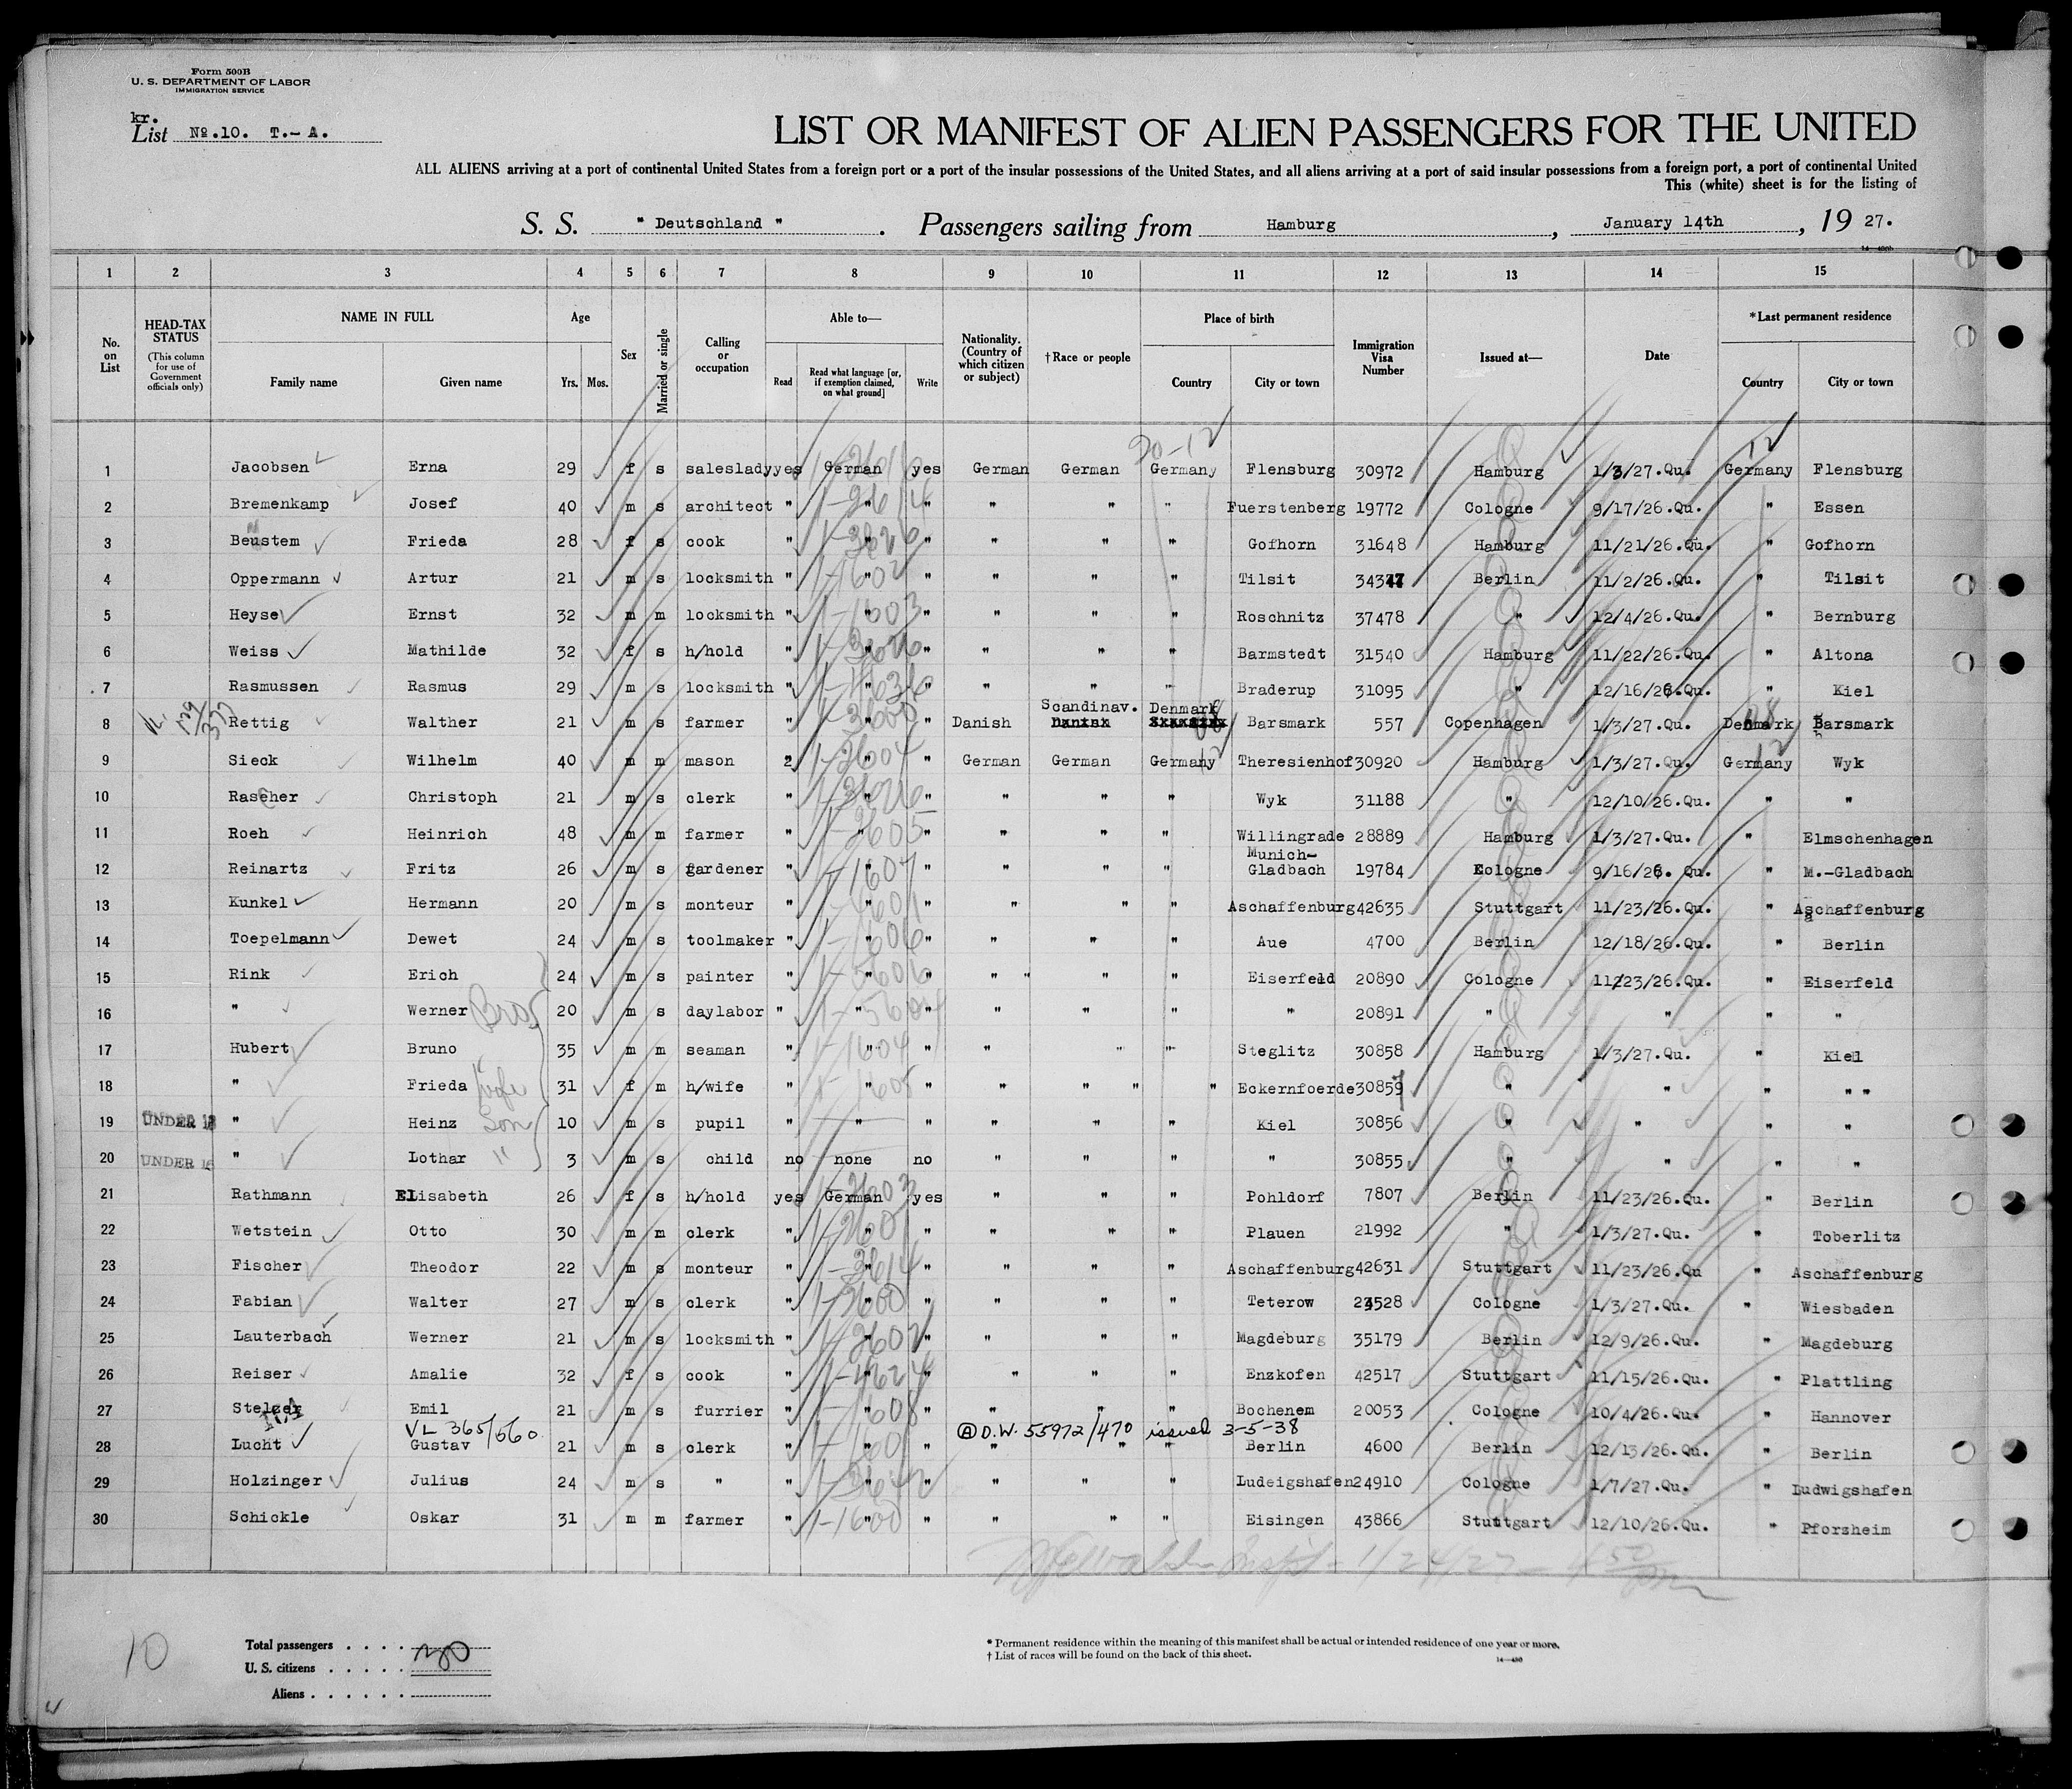 Form 500B
U. S. DEPARTMENT OF LABOR
IMMIGRATION SERVICE
kr.
List No.10. T.- A.
LIST OR MANIFEST OF ALIEN PASSENGERS FOR THE UNITED
ALL ALIENS arriving at a port of continental United States from a foreign port or a port of the insular possessions of the United States, and all aliens arriving at a port of said insular possessions from a foreign port, a port of continental United
This (white) sheet is for the listing of
S. S. " Deutschland " . Passengers sailing from Hamburg , January 14th , 19 27.
1 2 3 4 5 6 7 8 9 10 11 12 13 14 15
No. on List HEAD-TAX STATUS (This column for use of Government officials only) NAME IN FULL Family name Given name Age Yrs. Mos. Sex Married or single Calling or occupation Able to— Read Read what language [or, if exemption claimed, on what ground] Write Nationality. (Country of which citizen or subject) †Race or people Place of birth Country City or town Immigration Visa Number Issued at— Date *Last permanent residence Country City or town
20-12 12
1 Jacobsen Erna 29 f s saleslady yes German yes German German Germany Flensburg 30972 Hamburg 1/3/27.Qu. Germany Flensburg
2 Bremenkamp Josef 40 m s architect " " " " " " Fuerstenberg 19772 Cologne 9/17/26.Qu. " Essen
3 Beustem Frieda 28 f s cook " " " " " " Gofhorn 31648 Hamburg 11/21/26.Qu. " Gofhorn
4 Oppermann Artur 21 m s locksmith " " " " " " Tilsit 34377 Berlin 11/2/26.Qu. " Tilsit
5 Heyse Ernst 32 m m locksmith " " " " " " Roschnitz 37478 " 12/4/26.Qu. " Bernburg
6 Weiss Mathilde 32 f s h/hold " " " " " " Barmstedt 31540 Hamburg 11/22/26.Qu. " Altona
7 Rasmussen Rasmus 29 m s locksmith " " " " " " Braderup 31095 " 12/16/26.Qu. " Kiel
Scandinav. Denmark
8 Rettig Walther 21 m s farmer " " " Danish Barsmark 557 Copenhagen 1/3/27.Qu. Denmark Barsmark
9 Sieck Wilhelm 40 m m mason " " " German German Germany Theresienhof 30920 Hamburg 1/3/27.Qu. Germany Wyk
10 Rascher Christoph 21 m s clerk " " " " " " Wyk 31188 " 12/10/26.Qu. " "
11 Roeh Heinrich 48 m m farmer " " " " " " Willingrade 28889 Hamburg 1/3/27.Qu. " Elmschenhagen
Munich-
12 Reinartz Fritz 26 m s gardener " " " " " " Gladbach 19784 Cologne 9/16/26. Qu. " M.-Gladbach
13 Kunkel Hermann 20 m s monteur " " " " " " Aschaffenburg 42635 Stuttgart 11/23/26.Qu. " Aschaffenburg
14 Toepelmann Dewet 24 m s toolmaker " " " " " " Aue 4700 Berlin 12/18/26.Qu. " Berlin
15 Rink Erich 24 m s painter " " " " " " Eiserfeld 20890 Cologne 11/23/26.Qu. " Eiserfeld
16 " Werner Bros 20 m s daylabor " " " " " " " 20891 " " " "
17 Hubert Bruno 35 m m seaman " " " " " " Steglitz 30858 Hamburg 1/3/27.Qu. " Kiel
18 " Frieda wife 31 f m h/wife " " " " " " Eckernfoerde 30857 " " " " "
19 UNDER 16 " Heinz son 10 m s pupil " " " " " " Kiel 30856 " " " "
20 UNDER 16 " Lothar " 3 m s child no none no " " " " 30855 " " " "
21 Rathmann ELisabeth 26 f s h/hold yes German yes " " " Pohldorf 7807 Berlin 11/23/26.Qu. " Berlin
22 Wetstein Otto 30 m m clerk " " " " " " Plauen 21992 " 1/3/27.Qu. " Toberlitz
23 Fischer Theodor 22 m s monteur " " " " " " Aschaffenburg 42631 Stuttgart 11/23/26.Qu " Aschaffenburg
24 Fabian Walter 27 m s clerk " " " " " " Teterow Cologne 1/3/27.Qu. " Wiesbaden
25 Lauterbach Werner 21 m s locksmith " " " " " " Magdeburg 35179 Berlin 12/9/26.Qu. " Magdeburg
26 Reiser Amalie 32 f s cook " " " " " " Enzkofen 42517 Stuttgart 11/15/26.Qu. " Plattling
27 Stelzer Emil 21 m s furrier " " " " " " Bochenem 20053 Cologne 10/4/26.Qu. " Hannover
VL 365/560 (A) D.W. 55972/470 issued 3-5-38
28 Lucht Gustav 21 m s clerk " " " " " " Berlin 4600 Berlin 12/13/26.Qu. " Berlin
29 Holzinger Julius 24 m s " " " " " " " Ludeigshafen 24910 Cologne 1/7/27.Qu. " Ludwigshafen
30 Schickle Oskar 31 m m farmer " " " " " " Eisingen 43866 Stuttgart 12/10/26.Qu. " Pforzheim
1/24/27
10
Total passengers . . . . 30
U. S. citizens . . . . .
Aliens . . . . . .
* Permanent residence within the meaning of this manifest shall be actual or intended residence of one year or more.
† List of races will be found on the back of this sheet.
14—480